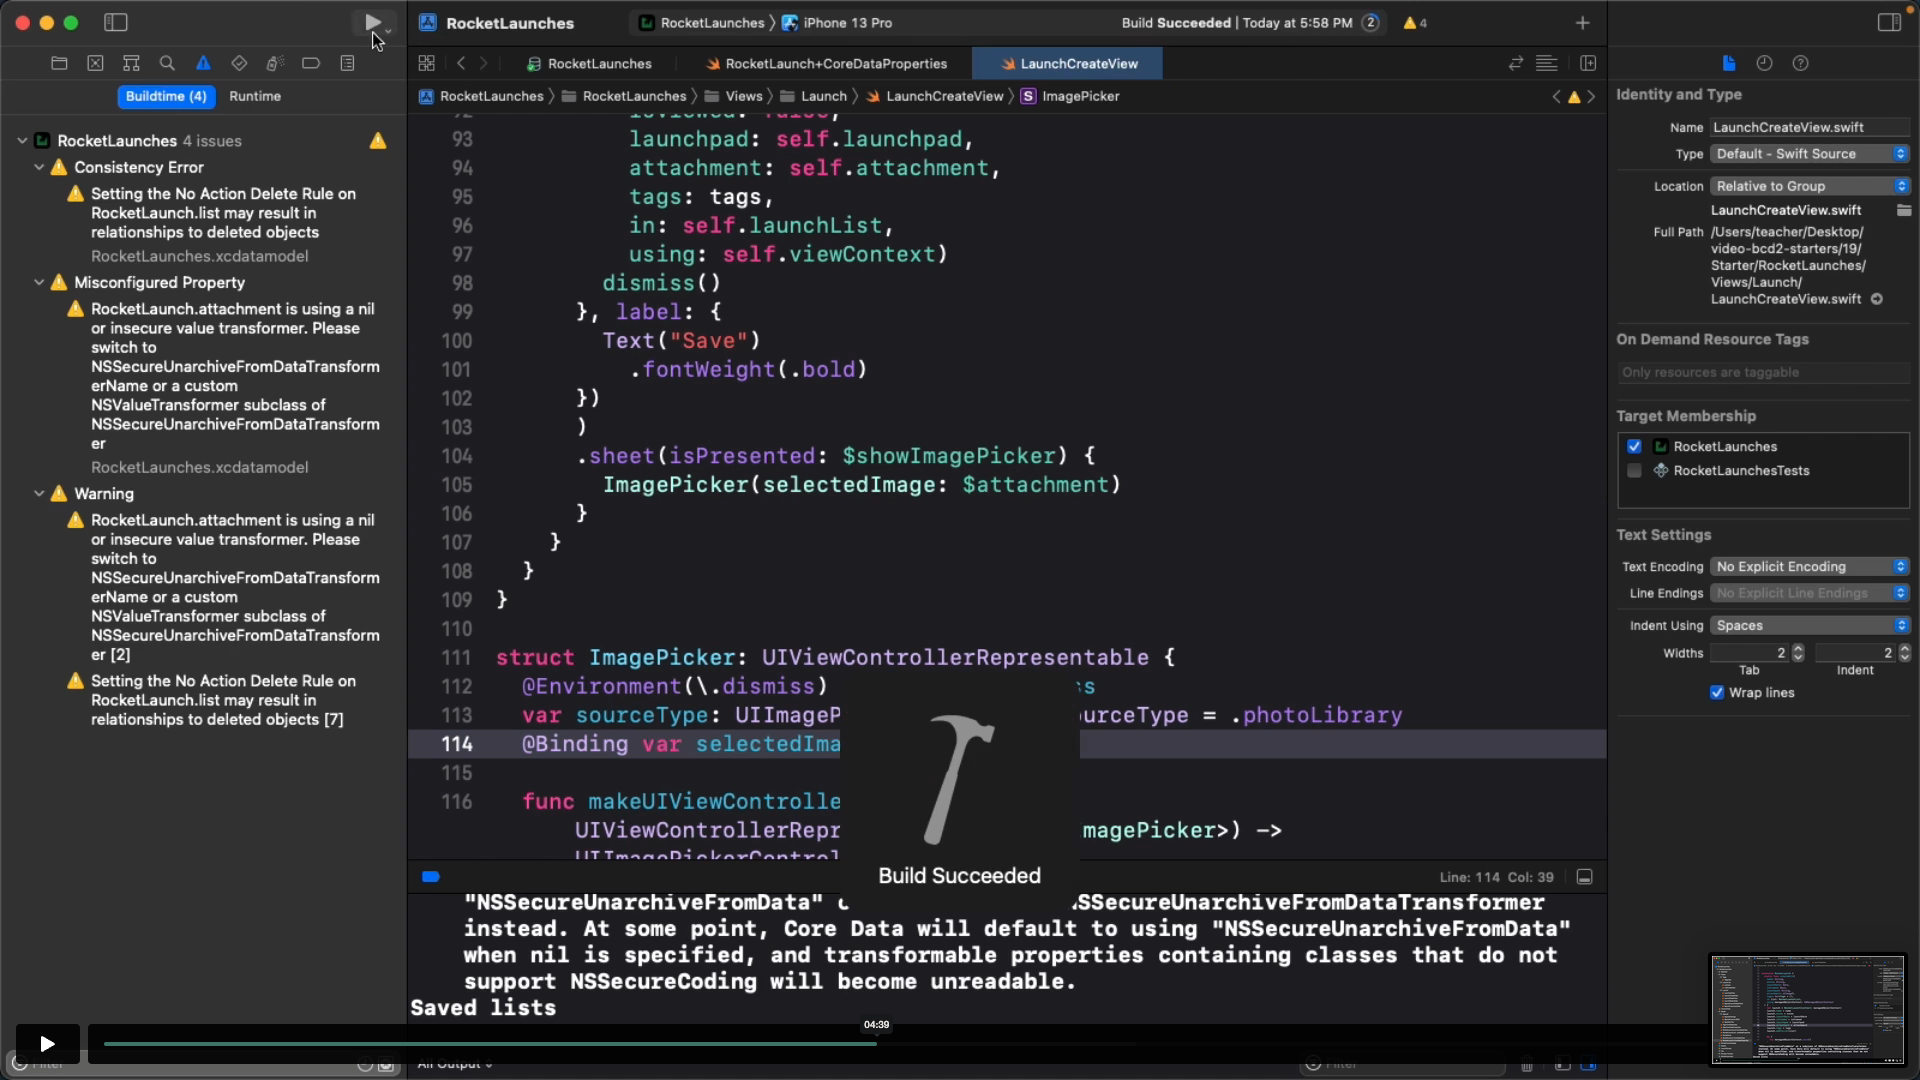 RocketLaunches
RocketLaunches
iPhone 13 Pro
Build Succeeded | Today at 5:58 PM
2
4
RocketLaunches
RocketLaunch+CoreDataProperties
LaunchCreateView
Buildtime (4)
Runtime
RocketLaunches
RocketLaunches
Views
Launch
LaunchCreateView
S
ImagePicker
RocketLaunches 4 issues
Consistency Error
Setting the No Action Delete Rule on
RocketLaunch.list may result in
relationships to deleted objects
RocketLaunches.xcdatamodel
Misconfigured Property
RocketLaunch.attachment is using a nil
or insecure value transformer. Please
switch to
NSSecureUnarchiveFromDataTransform
erName or a custom
NSValueTransformer subclass of
NSSecureUnarchiveFromDataTransform
er
RocketLaunches.xcdatamodel
Warning
RocketLaunch.attachment is using a nil
or insecure value transformer. Please
switch to
NSSecureUnarchiveFromDataTransform
erName or a custom
NSValueTransformer subclass of
NSSecureUnarchiveFromDataTransform
er [2]
Setting the No Action Delete Rule on
RocketLaunch.list may result in
relationships to deleted objects [7]
93 launchpad: self.launchpad,
94 attachment: self.attachment,
95 tags: tags,
96 in: self.launchList,
97 using: self.viewContext)
98 dismiss()
99 }, label: {
100 Text("Save")
101 .fontWeight(.bold)
102 })
103 )
104 .sheet(isPresented: $showImagePicker) {
105 ImagePicker(selectedImage: $attachment)
106 }
107 }
108 }
109 }
110
111 struct ImagePicker: UIViewControllerRepresentable {
112 @Environment(\.dismiss)
113 var sourceType: UIImageP urceType = .photoLibrary
114 @Binding var selectedIma
115
116 func makeUIViewControlle
UIViewControllerRepr magePicker>) ->
UIImagePickerControl
Build Succeeded
Line: 114 Col: 39
"NSSecureUnarchiveFromData" SSecureUnarchiveFromDataTransformer
instead. At some point, Core Data will default to using "NSSecureUnarchiveFromData"
when nil is specified, and transformable properties containing classes that do not
support NSSecureCoding will become unreadable.
Saved lists
04:39
Filter
All Output
Filter
Identity and Type
Name LaunchCreateView.swift
Type Default - Swift Source
Location Relative to Group
LaunchCreateView.swift
Full Path /Users/teacher/Desktop/
video-bcd2-starters/19/
Starter/RocketLaunches/
Views/Launch/
LaunchCreateView.swift
On Demand Resource Tags
Only resources are taggable
Target Membership
RocketLaunches
RocketLaunchesTests
Text Settings
Text Encoding No Explicit Encoding
Line Endings No Explicit Line Endings
Indent Using Spaces
Widths 2 2
Tab Indent
Wrap lines